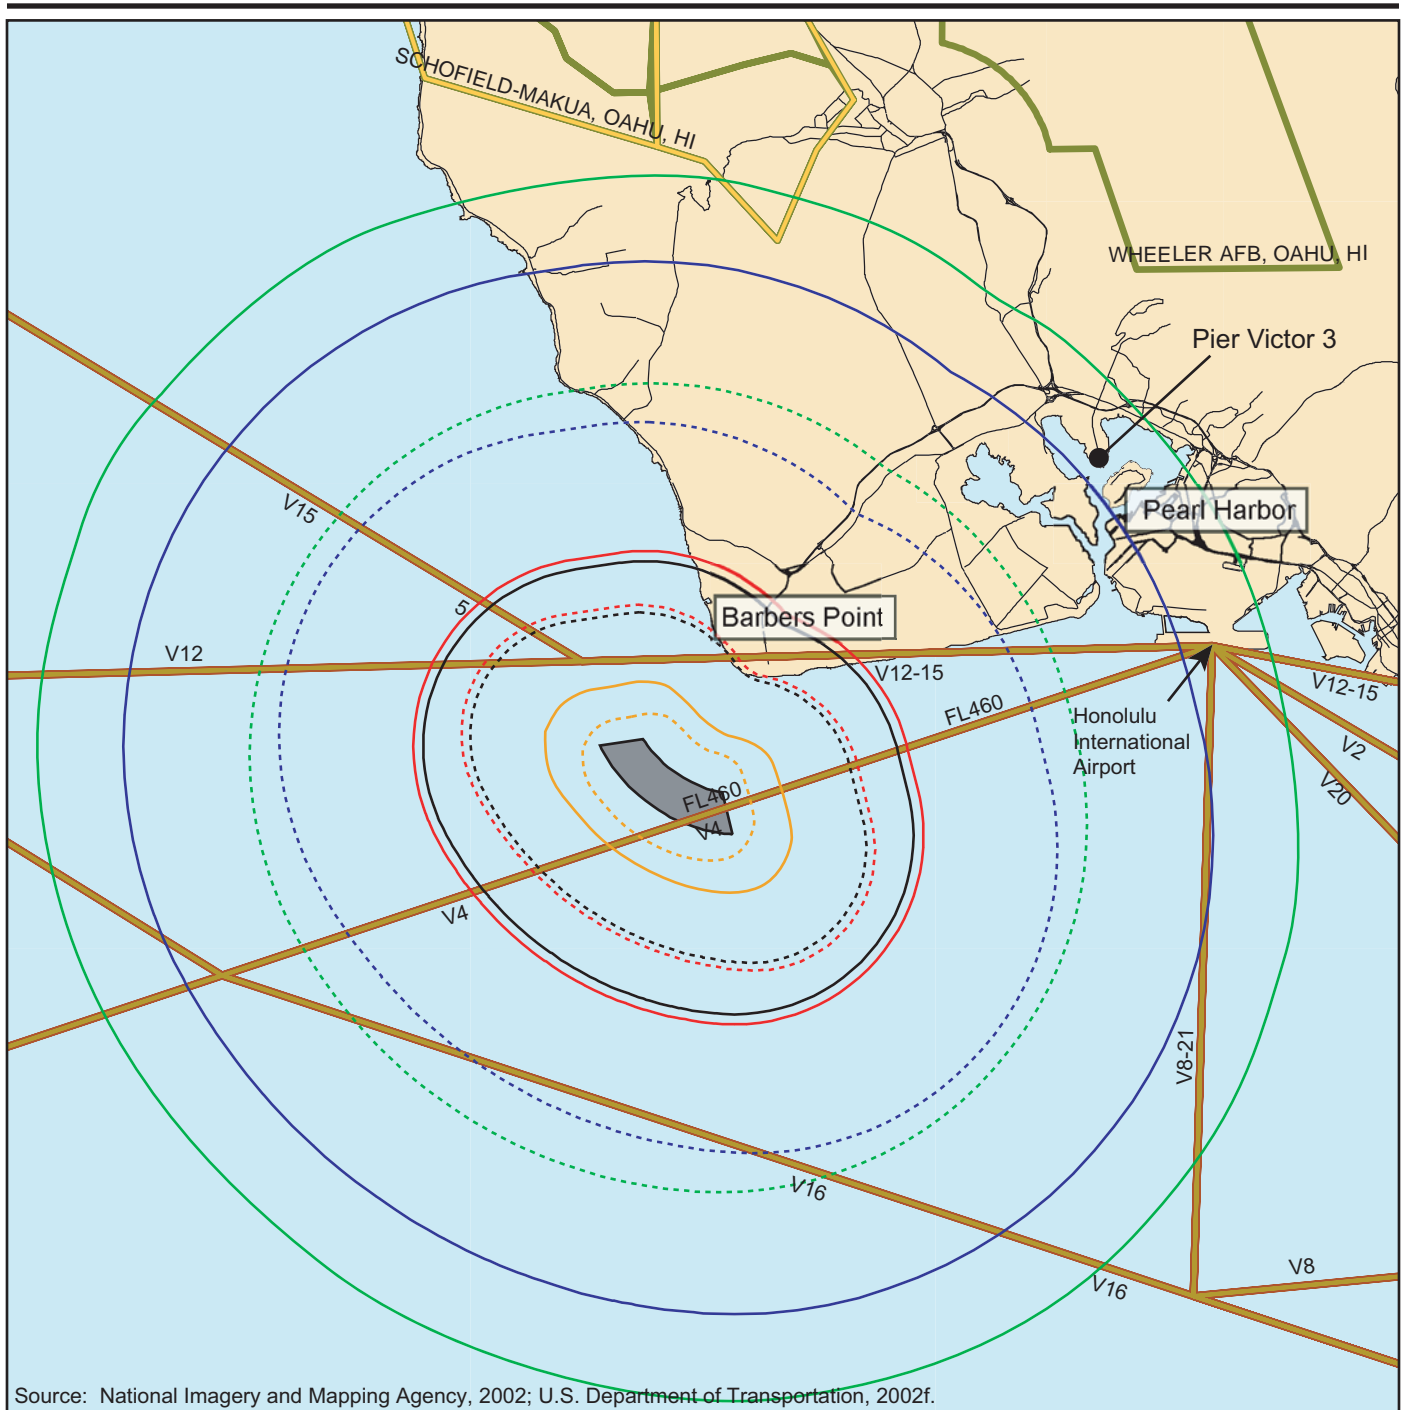 SCHOFIELD-MAKUA, OAHU, HI
WHEELER AFB, OAHU, HI
Pier Victor 3
V15
Pearl Harbor
5
Barbers Point
V12
V12-15
V12-15
FL460
Honolulu
International
Airport
V2
V20
FL460
V4
V4
V8-21
V16
V8
V16
Source: National Imagery and Mapping Agency, 2002; U.S. Department of Transportation, 2002f.